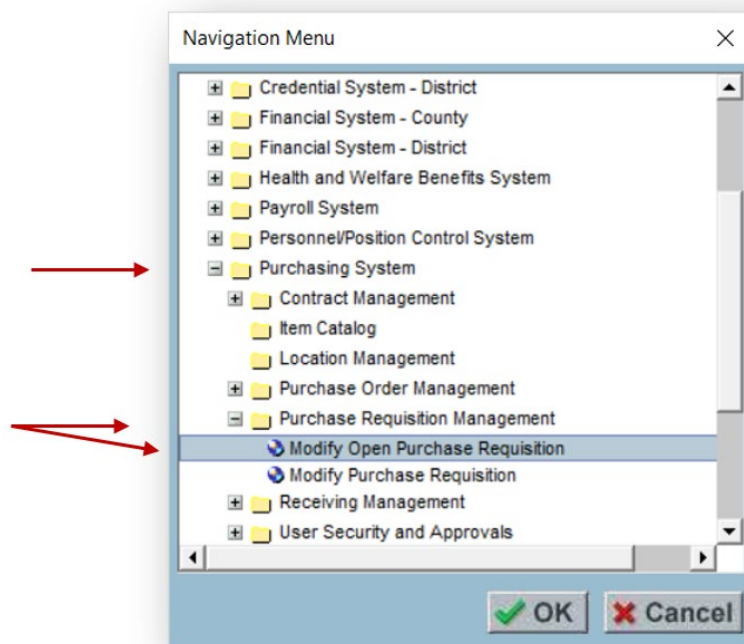 Navigation Menu
Credential System - District
Financial System - County
Financial System - District
Health and Welfare Benefits System
Payroll System
Personnel/Position Control System
Purchasing System
Contract Management
Item Catalog
Location Management
Purchase Order Management
Purchase Requisition Management
Modify Open Purchase Requisition
Modify Purchase Requisition
Receiving Management
User Security and Approvals
OK
Cancel